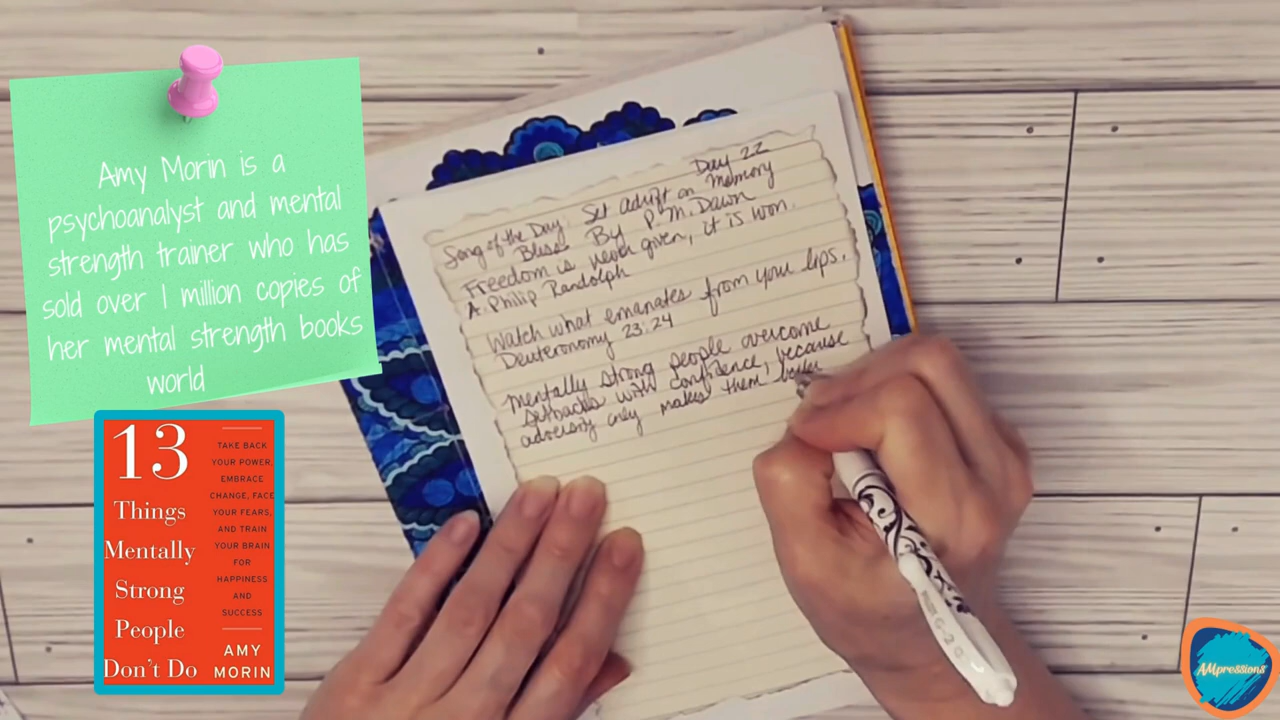 Amy Morin is a
psychoanalyst and mental
strength trainer who has
sold over 1 million copies of
her mental strength books
world
13
Things
Mentally
Strong
People
Don't Do
TAKE BACK
YOUR POWER,
EMBRACE
CHANGE, FACE
YOUR FEARS,
AND TRAIN
YOUR BRAIN
FOR
HAPPINESS
AND
SUCCESS
AMY
MORIN
Day 22
Song of the Day: Set adrift on Memory
Bliss By P.M. Dawn
Freedom is never given, it is won.
A. Philip Randolph
Watch what emanates from your lips.
Deuteronomy 23:24
Mentally strong people overcome
setbacks with confidence, because
adversity only makes them
AMpressions